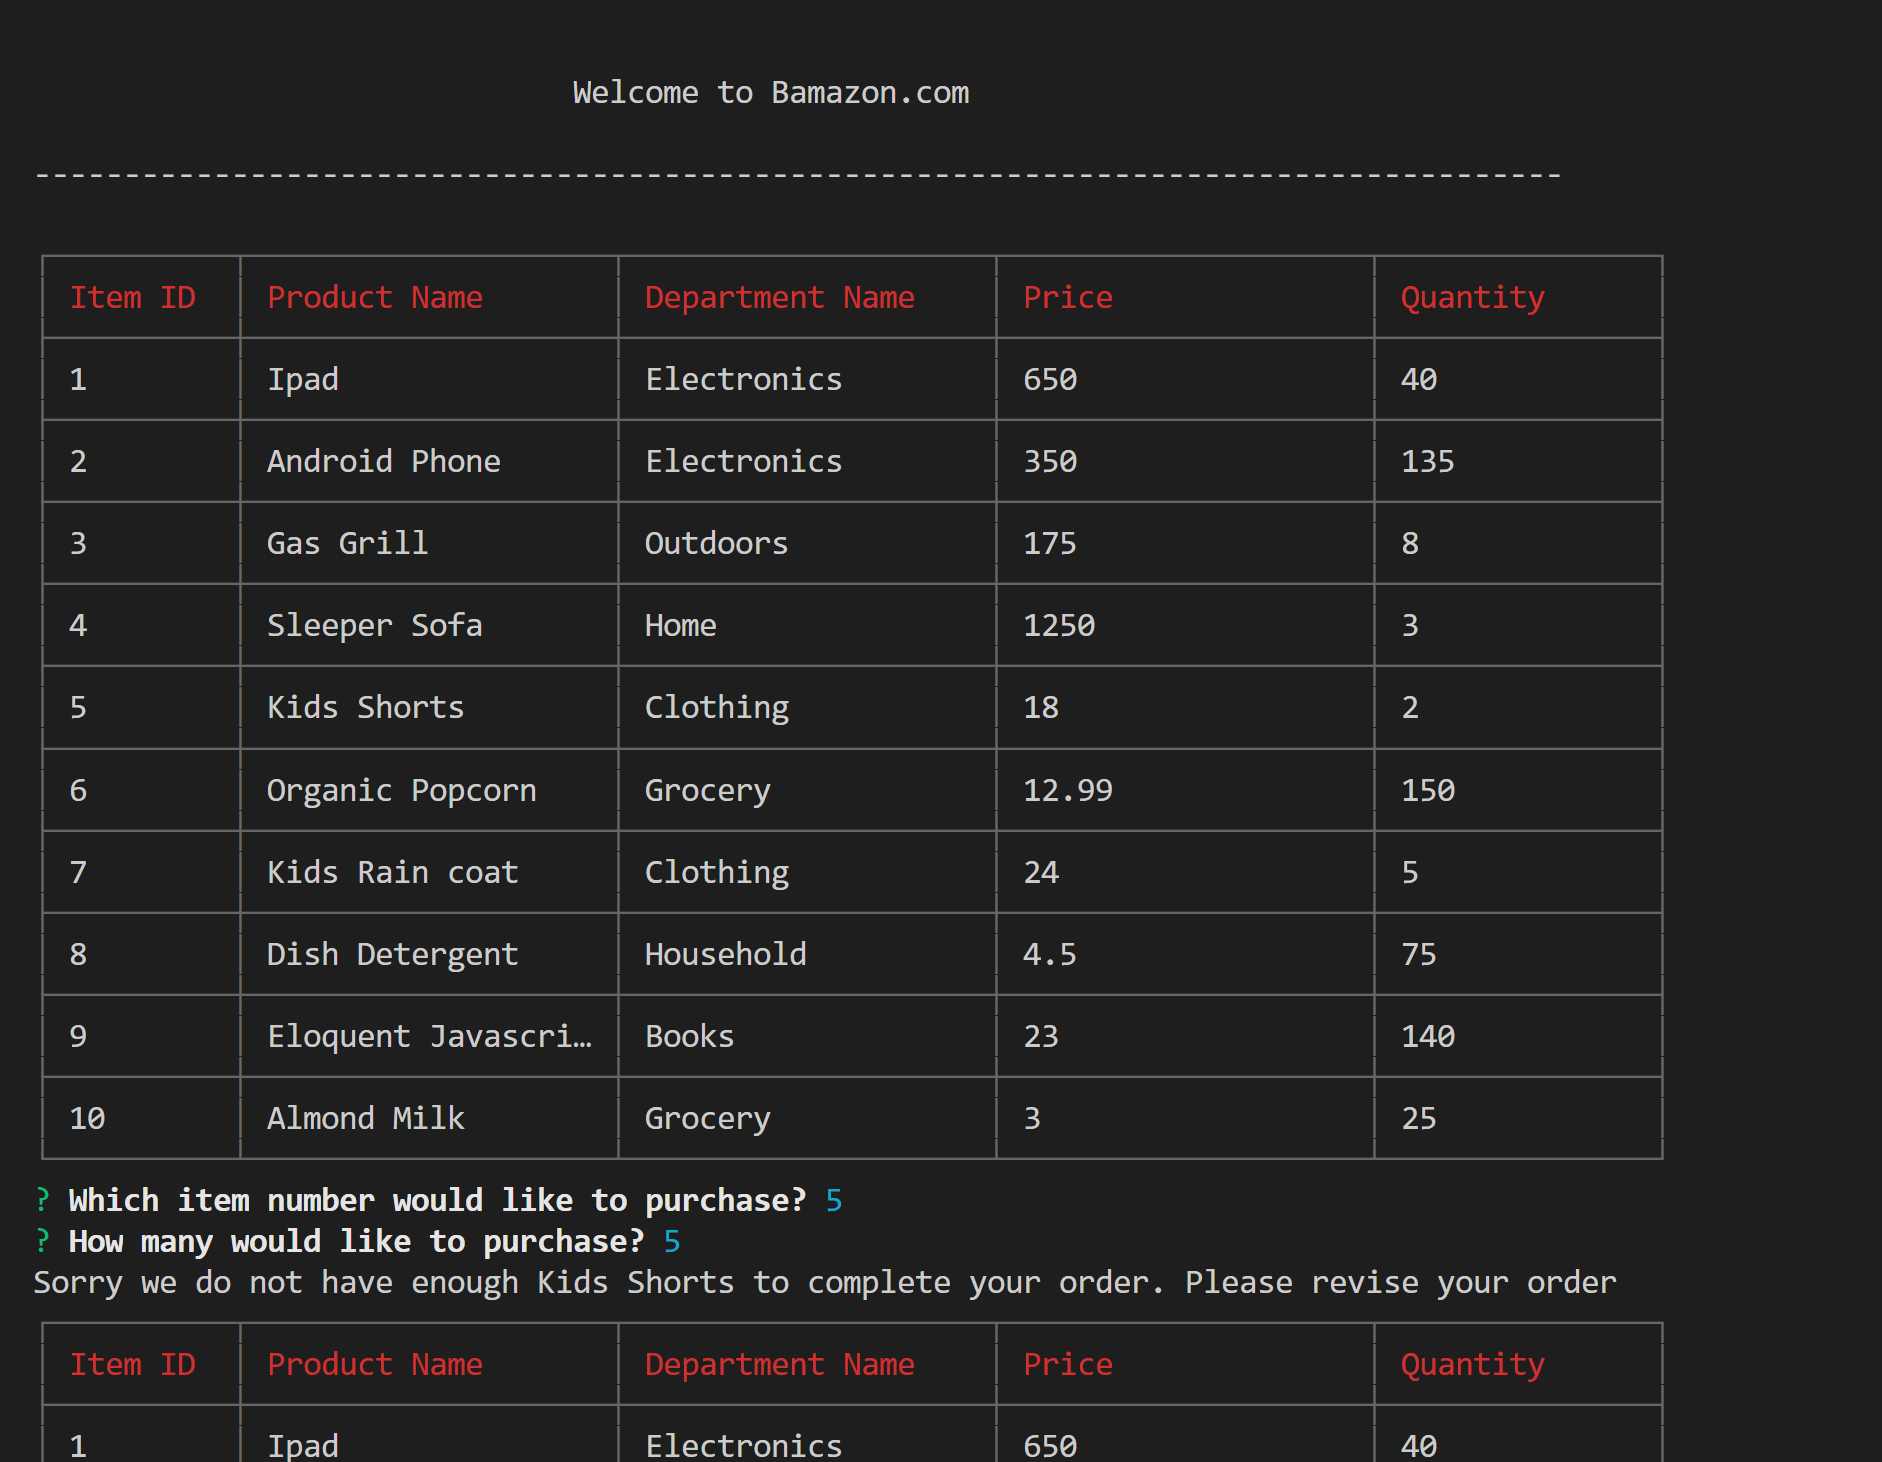 Welcome to Bamazon.com
-------------------------------------------------------------------------------------
Item ID Product Name Department Name Price Quantity
1 Ipad Electronics 650 40
2 Android Phone Electronics 350 135
3 Gas Grill Outdoors 175 8
4 Sleeper Sofa Home 1250 3
5 Kids Shorts Clothing 18 2
6 Organic Popcorn Grocery 12.99 150
7 Kids Rain coat Clothing 24 5
8 Dish Detergent Household 4.5 75
9 Eloquent Javascri… Books 23 140
10 Almond Milk Grocery 3 25
? Which item number would like to purchase? 5
? How many would like to purchase? 5
Sorry we do not have enough Kids Shorts to complete your order. Please revise your order
Item ID Product Name Department Name Price Quantity
1 Ipad Electronics 650 40